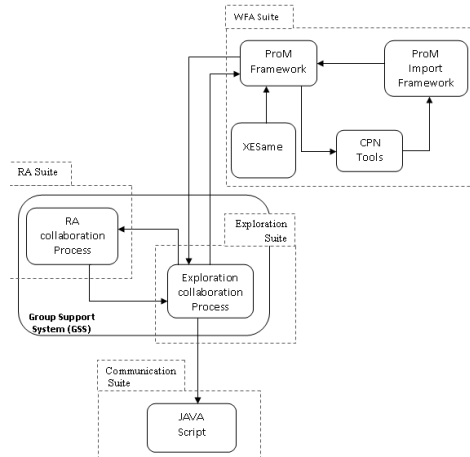 WFA Suite
ProM
Framework
ProM
Import
Framework
XESame
CPN
Tools
RA Suite
Exploration
Suite
RA
collaboration
Process
Exploration
collaboration
Process
Group Support
System (GSS)
Communication
Suite
JAVA
Script